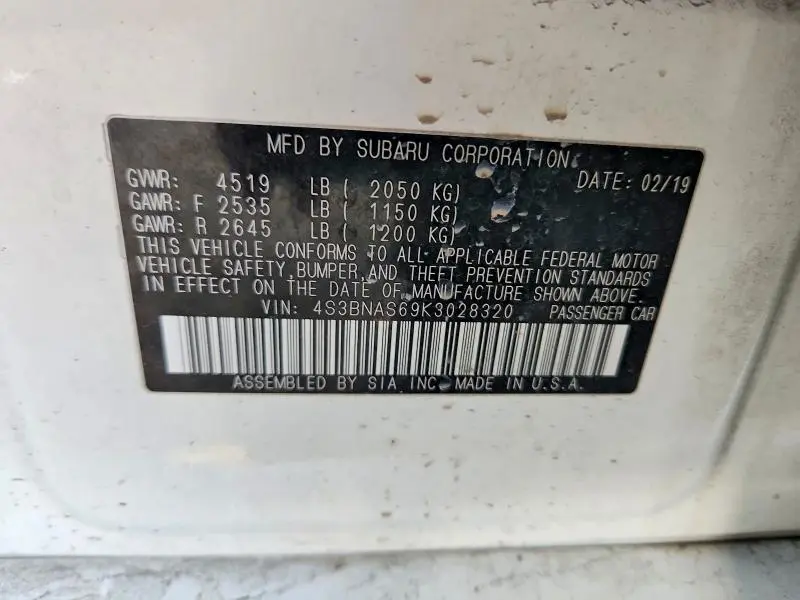 MFD BY SUBARU CORPORATION
GVWR: 4519 LB ( 2050 KG) DATE: 02/19
GAWR: F 2535 LB ( 1150 KG)
GAWR: R 2645 LB ( 1200 KG)
THIS VEHICLE CONFORMS TO ALL APPLICABLE FEDERAL MOTOR
VEHICLE SAFETY, BUMPER, AND THEFT PREVENTION STANDARDS
IN EFFECT ON THE DATE OF MANUFACTURE SHOWN ABOVE.
VIN: 4S3BNAS69K3028320 PASSENGER CAR
ASSEMBLED BY SIA, INC. MADE IN U.S.A.